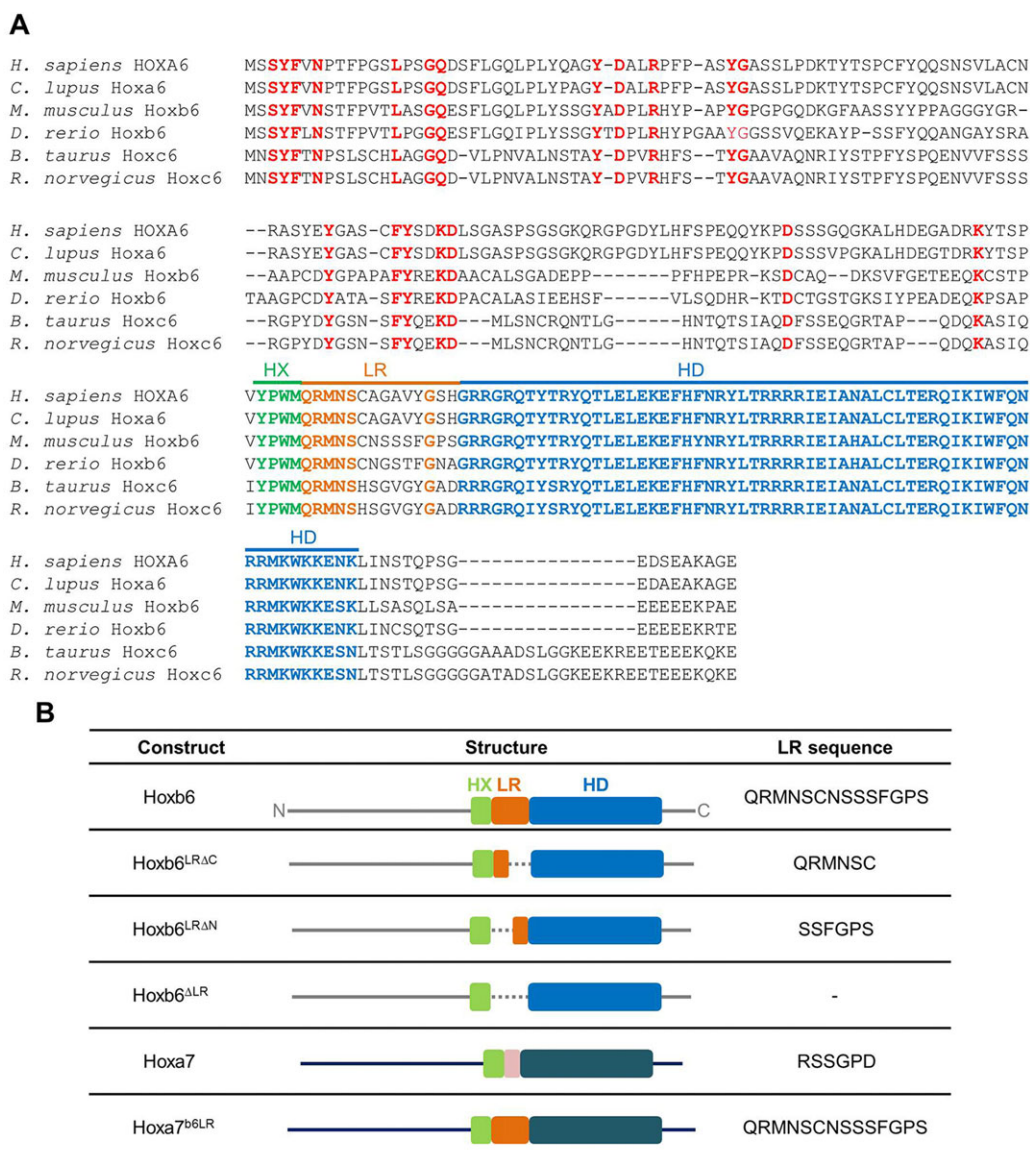 A
H. sapiens HOXA6 MSSYFVNPTFPGSLPSGQDSFLGQLPLYQAGY-DALRPFP-ASYGASSLPDKTYTSPCFYQQSNSVLACN
C. lupus Hoxa6 MSSYFVNPTFPGSLPSGQDSFLGQLPLYPAGY-DALRPFP-ASYGASSLPDKTYTSPCFYQQSNSVLACN
M. musculus Hoxb6 MSSYFVNSTFPVTLASGQESFLGQLPLYSSGY-ADPLRHYP-APYGPGPGQDKGFAASSYYPPAGGGYGR-
D. rerio Hoxb6 MSSYFLNSTFPVTLPGGQESFLGQIPLYSSGYTDPLRHYPGAAYGGSSVQEKAYP-SSFYQQANGAYSRA
B. taurus Hoxc6 MNSYFTNPSLSCHLAGGQD-VLPNVALNSTAY-DPVRHFS--TYGAAVAQNRIYSTPFYSPQENVVFSSS
R. norvegicus Hoxc6 MNSYFTNPSLSCHLAGGQD-VLPNVALNSTAY-DPVRHFS--TYGAAVAQNRIYSTPFYSPQENVVFSSS
H. sapiens HOXA6 --RASYEYGAS-CFYSDKDLSGASPSGSGKQRGPGDYLHFSPEQQYKPDSSSGQGKALHDEGADRKYTSP
C. lupus Hoxa6 --RASYEYGAS-CFYSDKDLSGASPSGSGKQRGPGDYLHFSPEQQYKPDSSSVPGKALHDEGADRKYTSP
M. musculus Hoxb6 --AAPCDYGPAPAFYREKDAACALSGADEPP------PFHPEPR-KSDCAQ--DKSVFGETEEQKCSTP
D. rerio Hoxb6 TAAGPCDYATA-SFYREKDPACALASIEEHSF------VLSQDHR-KTDCTGSTGKSIYPEADEQKPSAP
B. taurus Hoxc6 --RGPYDYGSN-SFYQEKD---MLSNCRQNTLG------HNTQTSIAQDFSSEQGRTAP---QDQKASIQ
R. norvegicus Hoxc6 --RGPYDYGSN-SFYQEKD---MLSNCRQNTLG------HNTQTSIAQDFSSEQGRTAP---QDQKASIQ
HX LR HD
H. sapiens HOXA6 VYPWMQRMNSCAGAVYGSHGRRGRQTYTRYQTLELEKEFHFNRYLTRRRRIEIANALCLTERQIKIWFQN
C. lupus Hoxa6 VYPWMQRMNSCAGAVYGSHGRRGRQTYTRYQTLELEKEFHFNRYLTRRRRIEIANALCLTERQIKIWFQN
M. musculus Hoxb6 VYPWMQRMNSCNSSSFGPSGRRGRQTYTRYQTLELEKEFHYNRYLTRRRRIEIAHALCLTERQIKIWFQN
D. rerio Hoxb6 VYPWMQRMNSCNGSTFGNAGRRGRQTYTRYQTLELEKEFHFNRYLTRRRRIEIAHALCLTERQIKIWFQN
B. taurus Hoxc6 IYPWMQRMNSHSGVGYGADRRRGRQIYSRYQTLELEKEFHFNRYLTRRRRIEIANALCLTERQIKIWFQN
R. norvegicus Hoxc6 IYPWMQRMNSHSGVGYGADRRRGRQIYSRYQTLELEKEFHFNRYLTRRRRIEIANALCLTERQIKIWFQN
HD
H. sapiens HOXA6 RRMKWKKENKLINSTQPSG--------------EDSEAKAGE
C. lupus Hoxa6 RRMKWKKENKLINSTQPSG--------------EDAEAKAGE
M. musculus Hoxb6 RRMKWKKESKLLSASQLSA--------------EEEEEKPAE
D. rerio Hoxb6 RRMKWKKENKLINCSQTSG--------------EEEEEKRTE
B. taurus Hoxc6 RRMKWKKESNLTSTLSGGGGGAAADSLGGKEEKREETEEEKQKE
R. norvegicus Hoxc6 RRMKWKKESNLTSTLSGGGGGATADSLGGKEEKREETEEEKQKE
B
Construct Structure LR sequence
HX LR HD
Hoxb6 N C QRMNSCNSSSFGPS
Hoxb6LRΔC QRMNSC
Hoxb6LRΔN SSFGPS
Hoxb6ΔLR -
Hoxa7 RSSGPD
Hoxa7b6LR QRMNSCNSSSFGPS